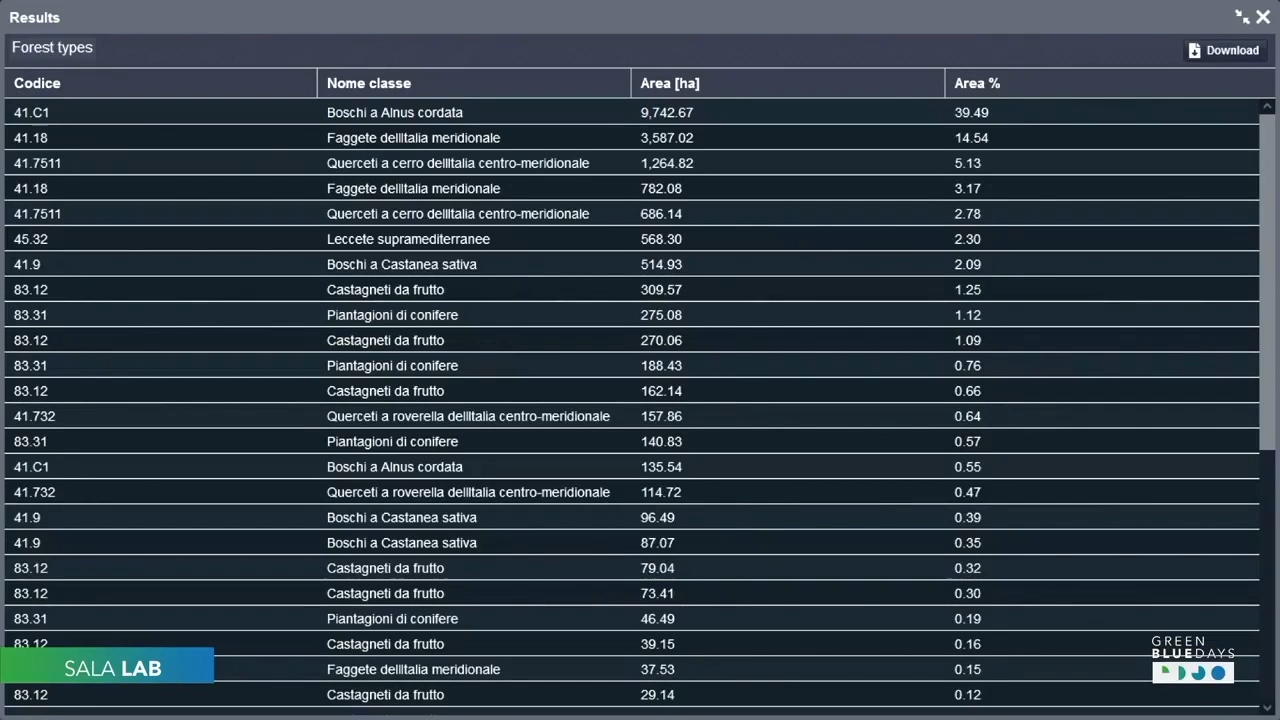 Results
Forest types
Download
Codice Nome classe Area [ha] Area %
41.C1 Boschi a Alnus cordata 9,742.67 39.49
41.18 Faggete dellItalia meridionale 3,587.02 14.54
41.7511 Querceti a cerro dellItalia centro-meridionale 1,264.82 5.13
41.18 Faggete dellItalia meridionale 782.08 3.17
41.7511 Querceti a cerro dellItalia centro-meridionale 686.14 2.78
45.32 Leccete supramediterranee 568.30 2.30
41.9 Boschi a Castanea sativa 514.93 2.09
83.12 Castagneti da frutto 309.57 1.25
83.31 Piantagioni di conifere 275.08 1.12
83.12 Castagneti da frutto 270.06 1.09
83.31 Piantagioni di conifere 188.43 0.76
83.12 Castagneti da frutto 162.14 0.66
41.732 Querceti a roverella dellItalia centro-meridionale 157.86 0.64
83.31 Piantagioni di conifere 140.83 0.57
41.C1 Boschi a Alnus cordata 135.54 0.55
41.732 Querceti a roverella dellItalia centro-meridionale 114.72 0.47
41.9 Boschi a Castanea sativa 96.49 0.39
41.9 Boschi a Castanea sativa 87.07 0.35
83.12 Castagneti da frutto 79.04 0.32
83.12 Castagneti da frutto 73.41 0.30
83.31 Piantagioni di conifere 46.49 0.19
83.12 Castagneti da frutto 39.15 0.16
Faggete dellItalia meridionale 37.53 0.15
83.12 Castagneti da frutto 29.14 0.12
SALA LAB
GREEN
BLUEDAYS